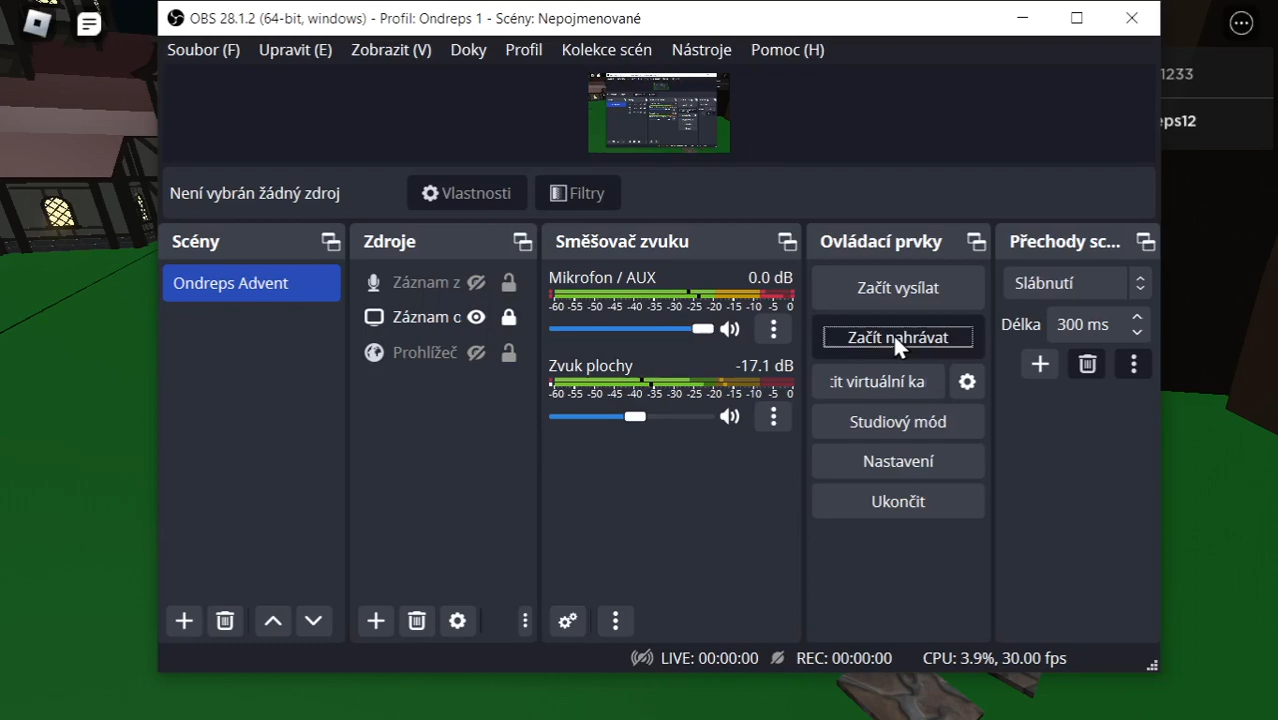 OBS 28.1.2 (64-bit, windows) - Profil: Ondreps 1 - Scény: Nepojmenované
Soubor (F) Upravit (E) Zobrazit (V) Doky Profil Kolekce scén Nástroje Pomoc (H)
1233
eps12
Není vybrán žádný zdroj Vlastnosti Filtry
Scény
Ondreps Advent
Zdroje
Záznam z
Záznam o
Prohlížeč
Směšovač zvuku
Mikrofon / AUX 0.0 dB
-60 -55 -50 -45 -40 -35 -30 -25 -20 -15 -10 -5 0
Zvuk plochy -17.1 dB
-60 -55 -50 -45 -40 -35 -30 -25 -20 -15 -10 -5 0
Ovládací prvky
Začít vysílat
Začít nahrávat
it virtuální ka
Studiový mód
Nastavení
Ukončit
Přechody sc...
Slábnutí
Délka 300 ms
LIVE: 00:00:00 REC: 00:00:00 CPU: 3.9%, 30.00 fps